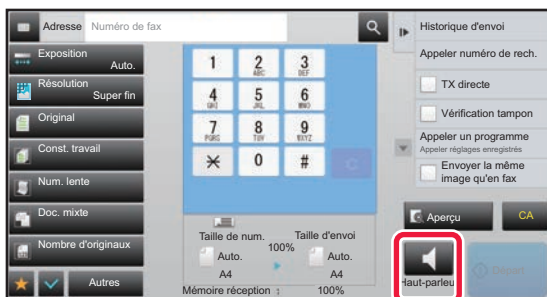 Adresse Numéro de fax
Exposition
Auto.
Résolution
Super fin
Original
Const. travail
Num. lente
Doc. mixte
Nombre d'originaux
Autres
1
2
ABC
3
DEF
4
GHI
5
JKL
6
MNO
7
PQRS
8
TUV
9
WXYZ
0
#
C
Taille de num.
100%
Taille d'envoi
Auto.
A4
Auto.
A4
Mémoire réception : 100%
Historique d'envoi
Appeler numéro de rech.
TX directe
Vérification tampon
Appeler un programme
Appeler réglages enregistrés
Envoyer la même
image qu'en fax
Aperçu
CA
Haut-parleu
Départ